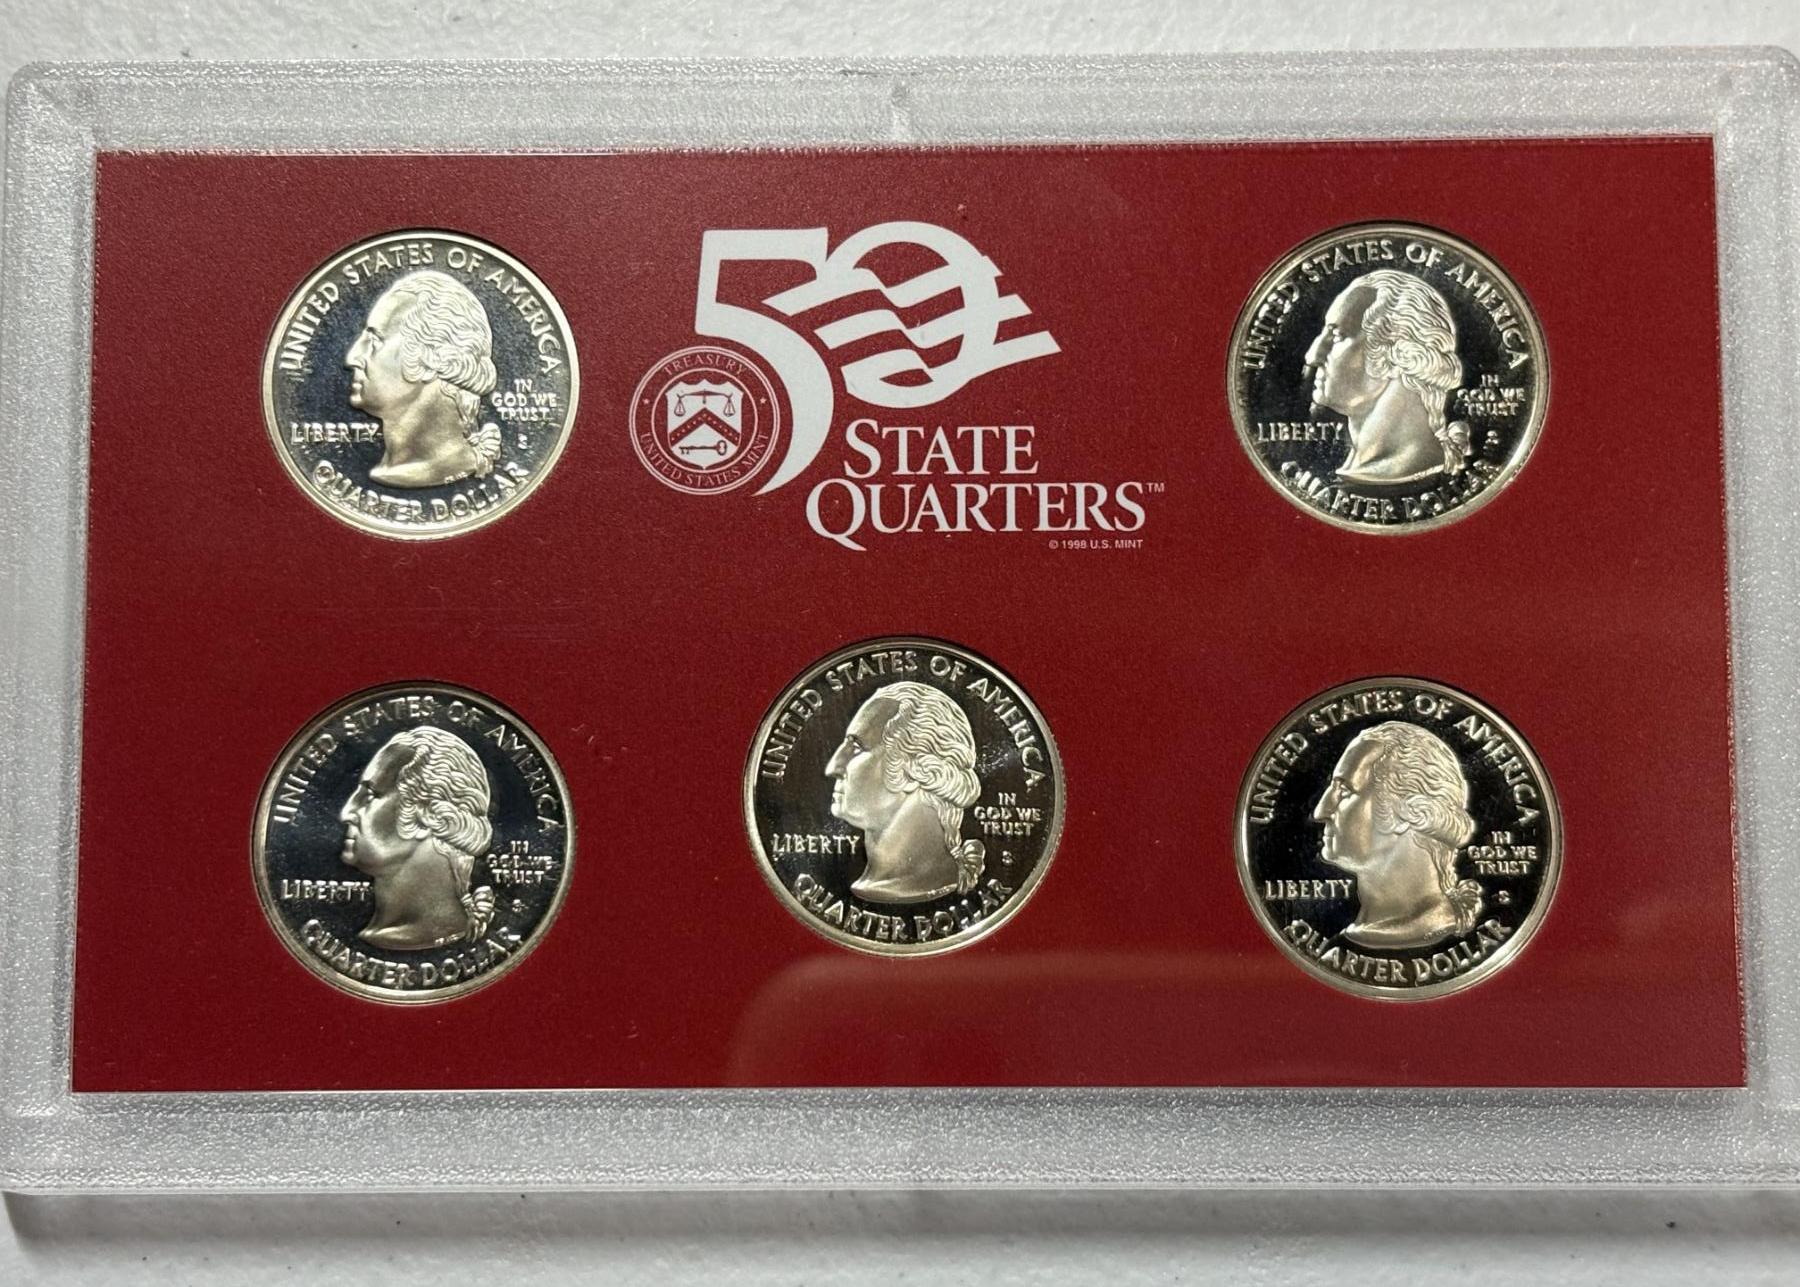 UNITED STATES OF AMERICA
IN
GOD WE
TRUST
LIBERTY
S
QUARTER DOLLAR
50
STATE
QUARTERS™
© 1998 U.S. MINT
TREASURY
UNITED STATES MINT
UNITED STATES OF AMERICA
IN
GOD WE
TRUST
LIBERTY
S
QUARTER DOLLAR
UNITED STATES OF AMERICA
IN
GOD WE
TRUST
LIBERTY
S
QUARTER DOLLAR
UNITED STATES OF AMERICA
IN
GOD WE
TRUST
LIBERTY
S
QUARTER DOLLAR
UNITED STATES OF AMERICA
IN
GOD WE
TRUST
LIBERTY
S
QUARTER DOLLAR